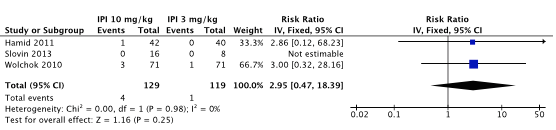 IPI 10 mg/kg IPI 3 mg/kg Risk Ratio Risk Ratio
Study or Subgroup Events Total Events Total Weight IV, Fixed, 95% CI IV, Fixed, 95% CI
Hamid 2011 1 42 0 40 33.3% 2.86 [0.12, 68.23]
Slovin 2013 0 16 0 8 Not estimable
Wolchok 2010 3 71 1 71 66.7% 3.00 [0.32, 28.16]
Total (95% CI) 129 119 100.0% 2.95 [0.47, 18.39]
Total events 4 1
Heterogeneity: Chi² = 0.00, df = 1 (P = 0.98); I² = 0%
Test for overall effect: Z = 1.16 (P = 0.25)
0.02 0.1 1 10 50